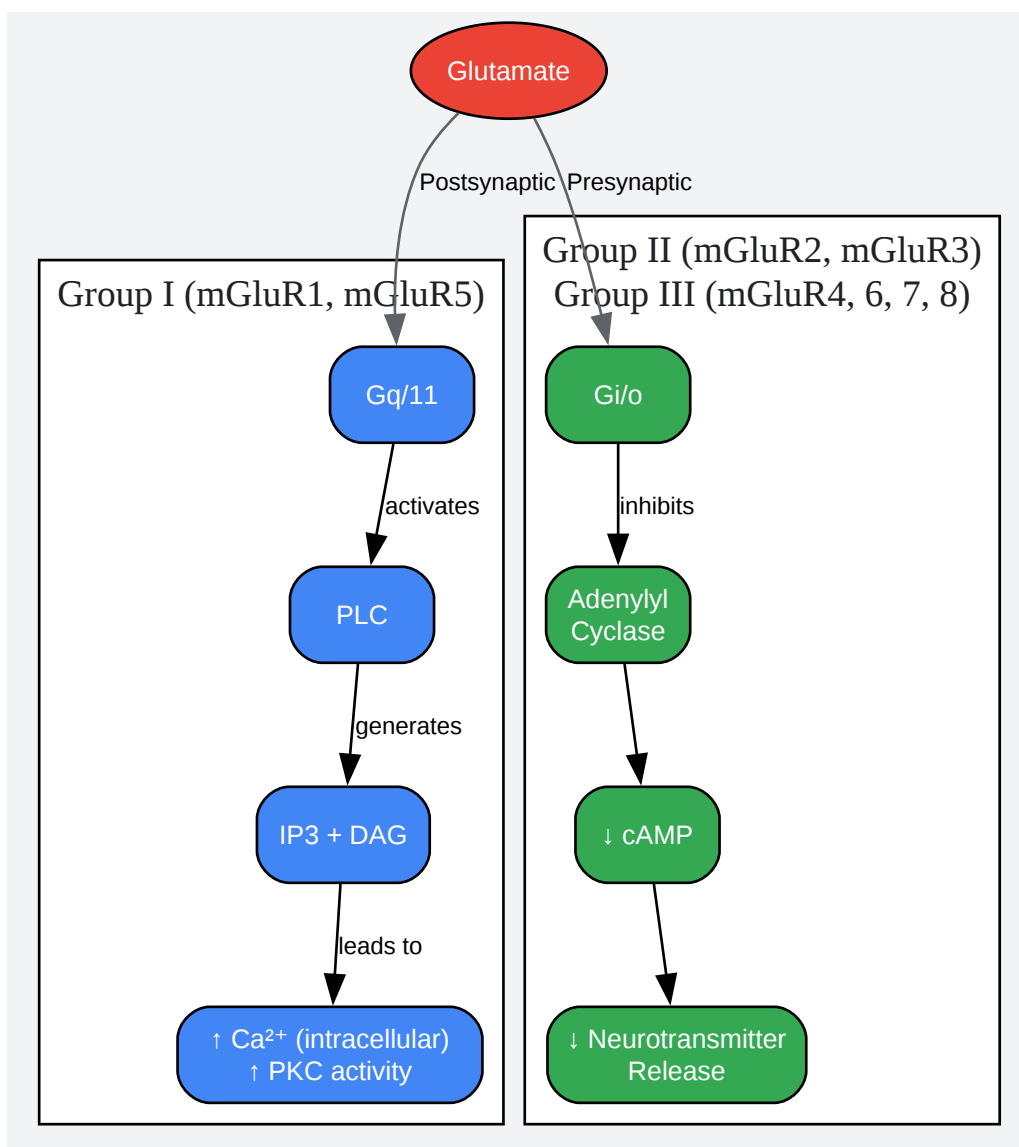 Glutamate
Postsynaptic
Presynaptic
Group I (mGluR1, mGluR5)
Gq/11
activates
PLC
generates
IP3 + DAG
leads to
↑ Ca²⁺ (intracellular)
↑ PKC activity
Group II (mGluR2, mGluR3)
Group III (mGluR4, 6, 7, 8)
Gi/o
inhibits
Adenylyl
Cyclase
↓ cAMP
↓ Neurotransmitter
Release